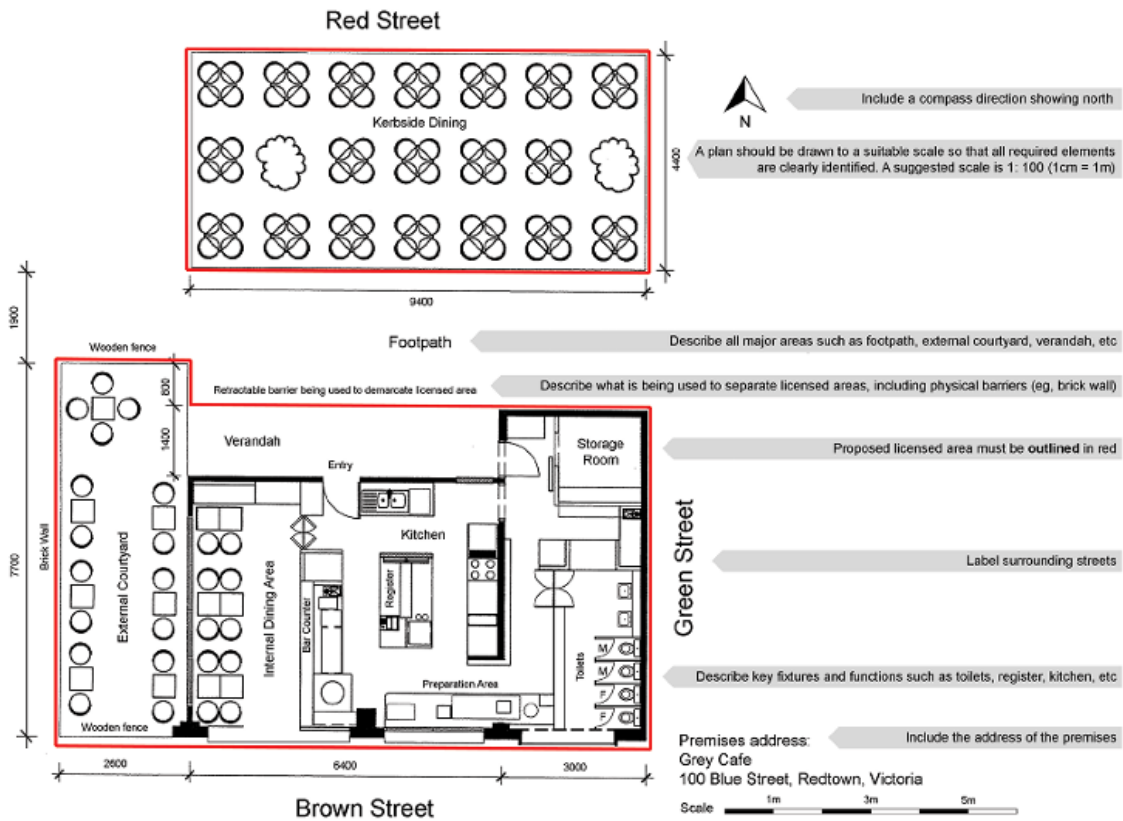 Red Street
Kerbside Dining
4400
N
Include a compass direction showing north
A plan should be drawn to a suitable scale so that all required elements
are clearly identified. A suggested scale is 1: 100 (1cm = 1m)
9400
1900
Footpath
Describe all major areas such as footpath, external courtyard, verandah, etc
Wooden fence
Retractable barrier being used to demarcate licensed area
Describe what is being used to separate licensed areas, including physical barriers (eg, brick wall)
1400
Verandah
Entry
Storage
Room
Proposed licensed area must be outlined in red
Kitchen
7700
Brick Wall
External Courtyard
Internal Dining Area
Bar Counter
Register
Green Street
Label surrounding streets
Toilets
M
M
F
F
Preparation Area
Describe key fixtures and functions such as toilets, register, kitchen, etc
Wooden fence
Premises address:
Include the address of the premises
Grey Cafe
100 Blue Street, Redtown, Victoria
2600
6400
3000
Brown Street
Scale
1m
3m
5m